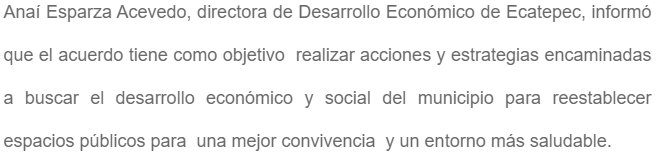 Anaí Esparza Acevedo, directora de Desarrollo Económico de Ecatepec, informó
que el acuerdo tiene como objetivo  realizar acciones y estrategias encaminadas
a buscar el desarrollo económico y social del municipio para reestablecer
espacios públicos para  una mejor convivencia  y un entorno más saludable.